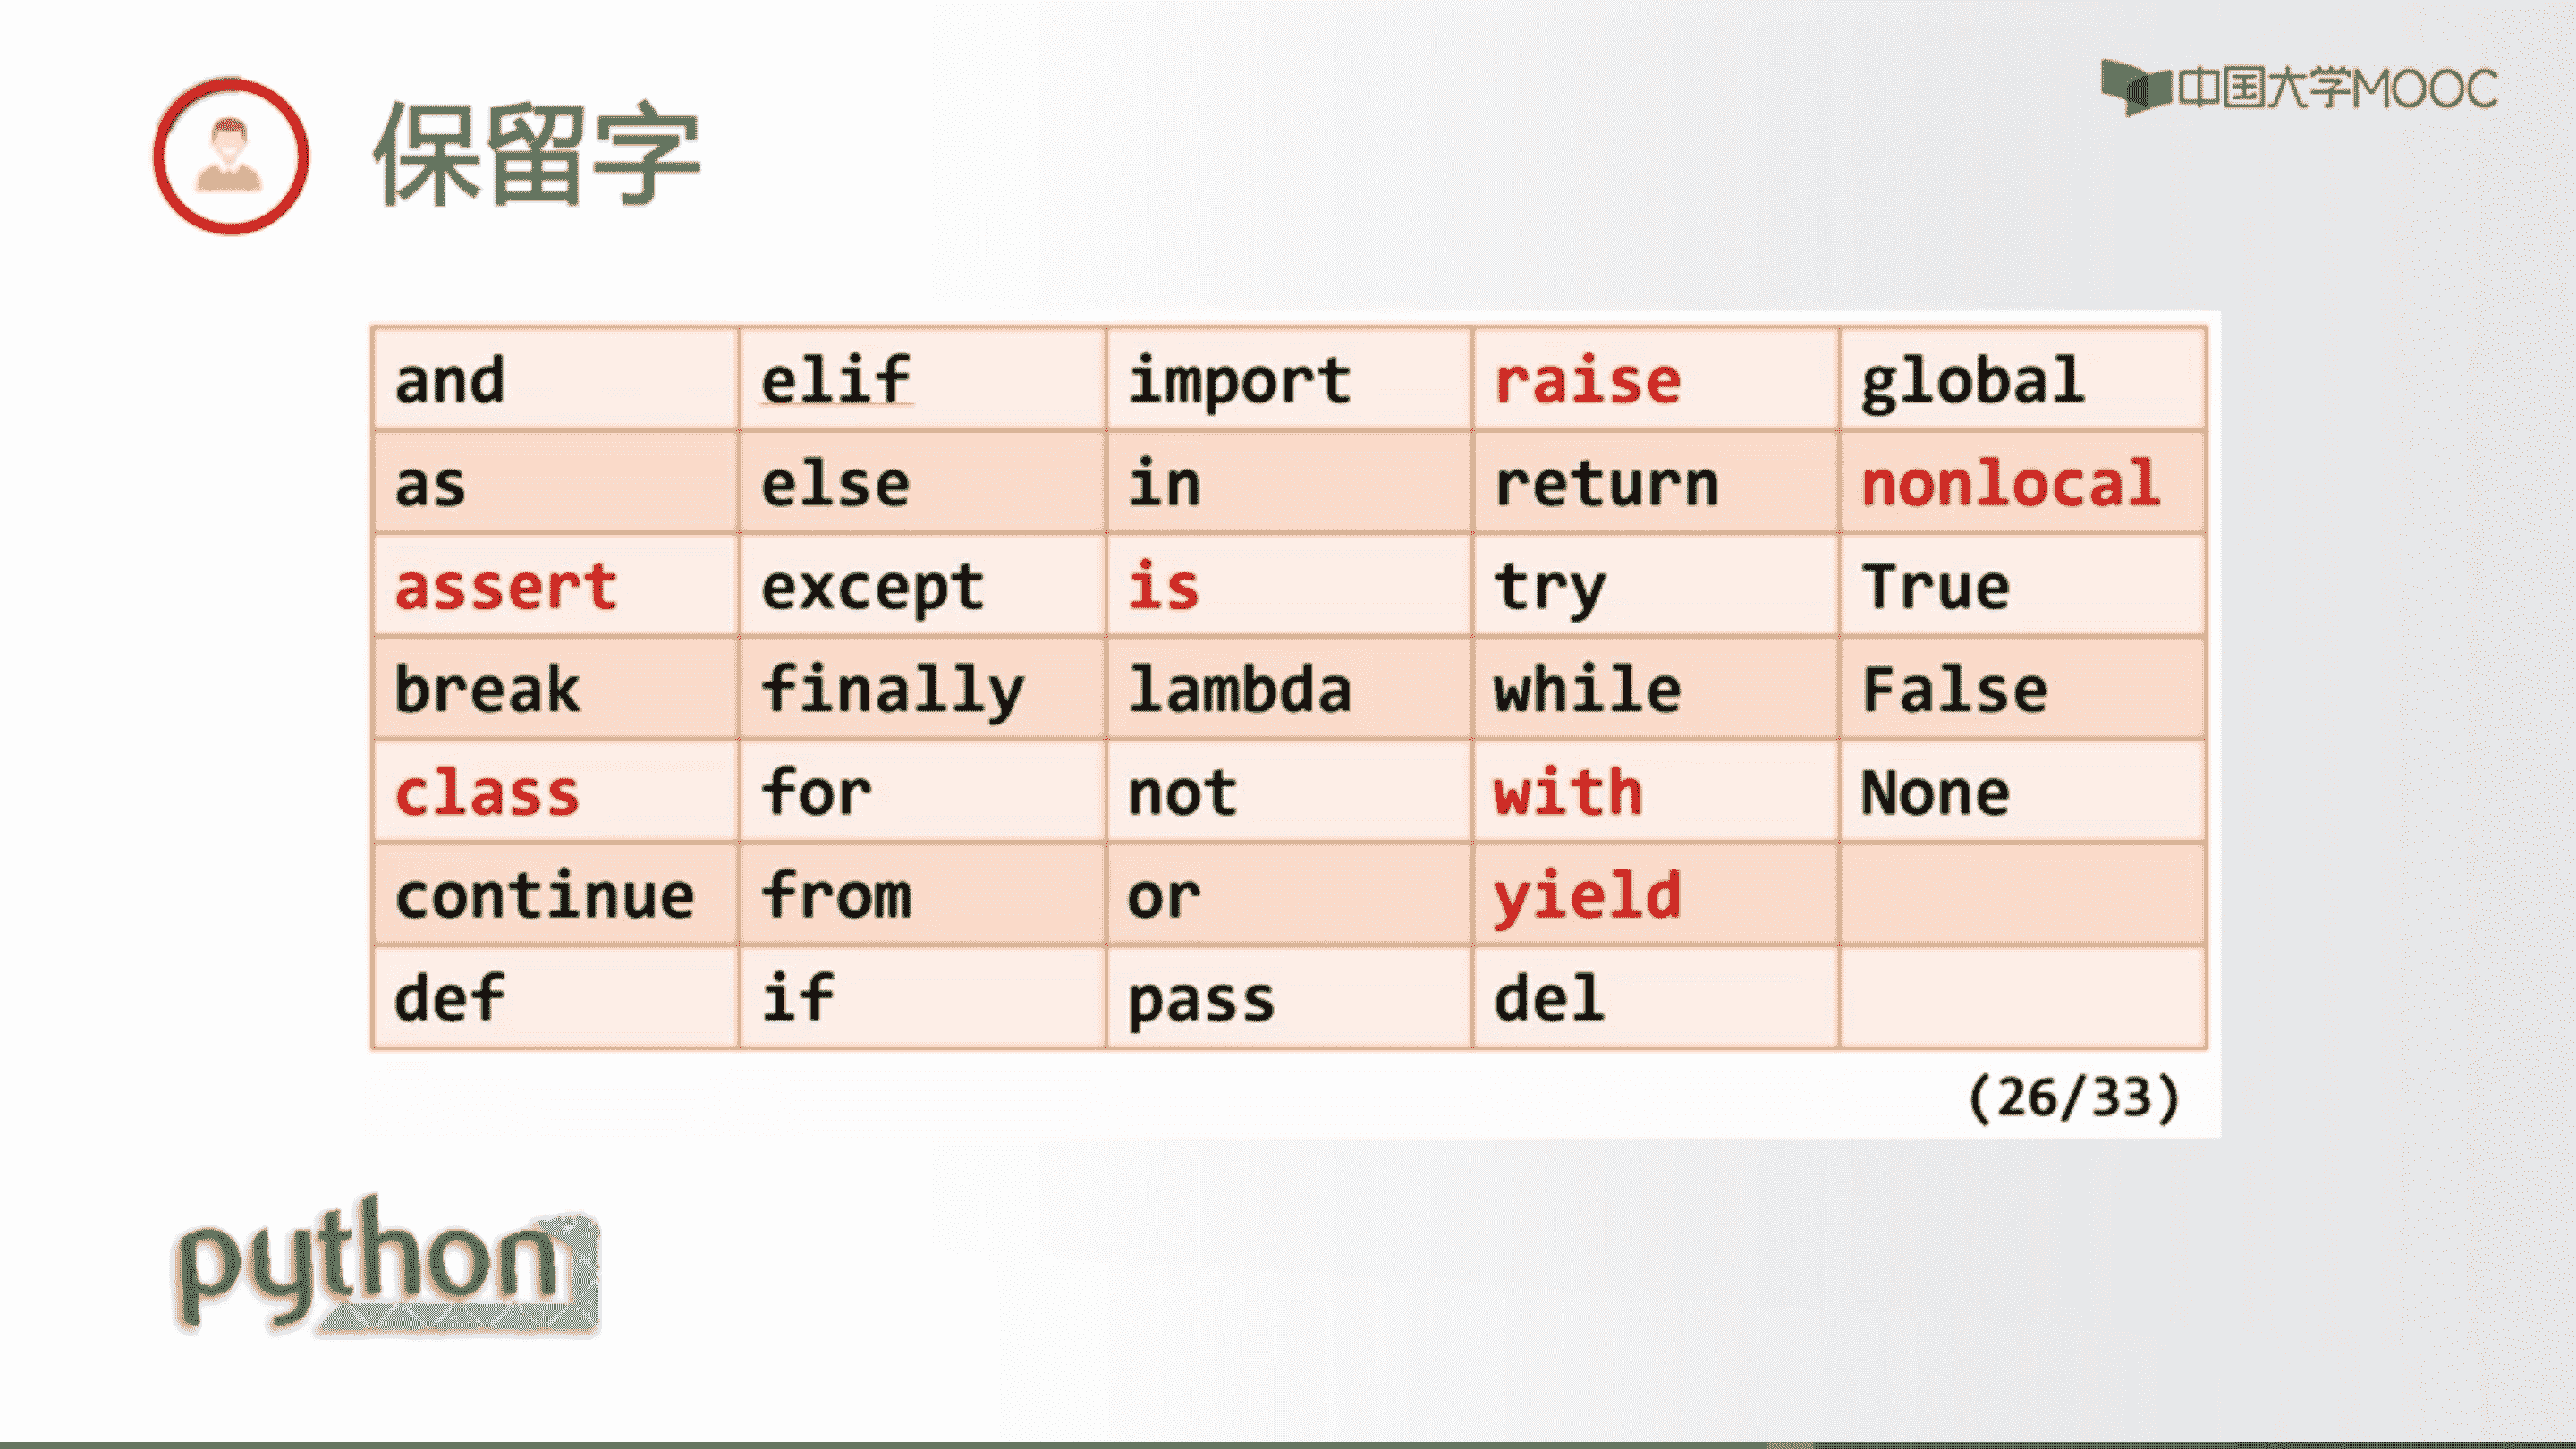 中国大学MOOC
保留字
and elif import raise global
as else in return nonlocal
assert except is try True
break finally lambda while False
class for not with None
continue from or yield
def if pass del
(26/33)
python